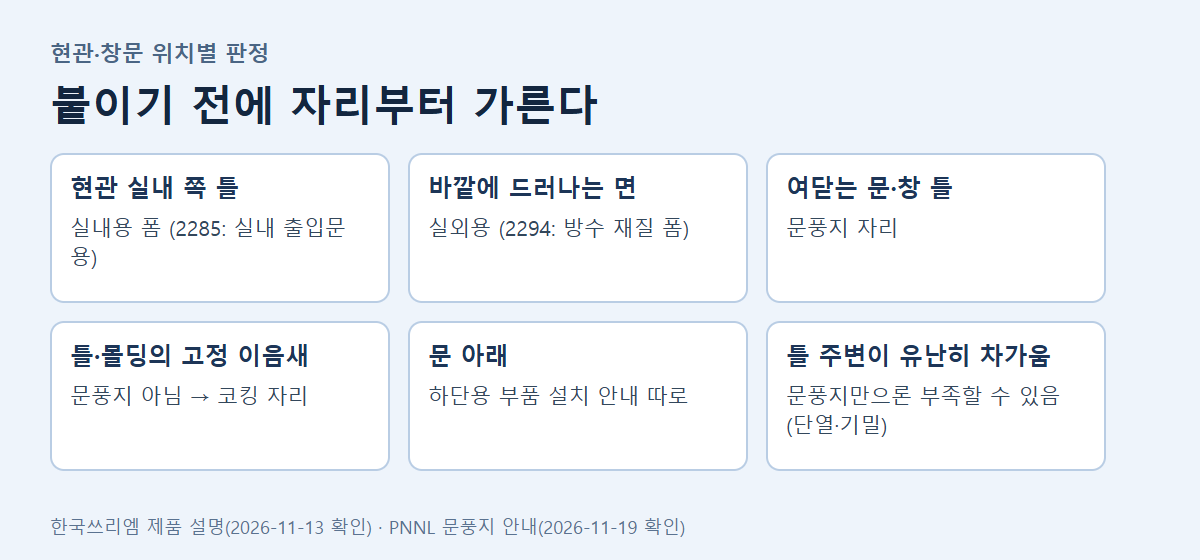 현관·창문 위치별 판정
붙이기 전에 자리부터 가른다
현관 실내 쪽 틀
실내용 폼 (2285: 실내 출입문
용)
바깥에 드러나는 면
실외용 (2294: 방수 재질 폼)
여닫는 문·창 틀
문풍지 자리
틀·몰딩의 고정 이음새
문풍지 아님 → 코킹 자리
문 아래
하단용 부품 설치 안내 따로
틀 주변이 유난히 차가움
문풍지만으론 부족할 수 있음
(단열·기밀)
한국쓰리엠 제품 설명(2026-11-13 확인) · PNNL 문풍지 안내(2026-11-19 확인)